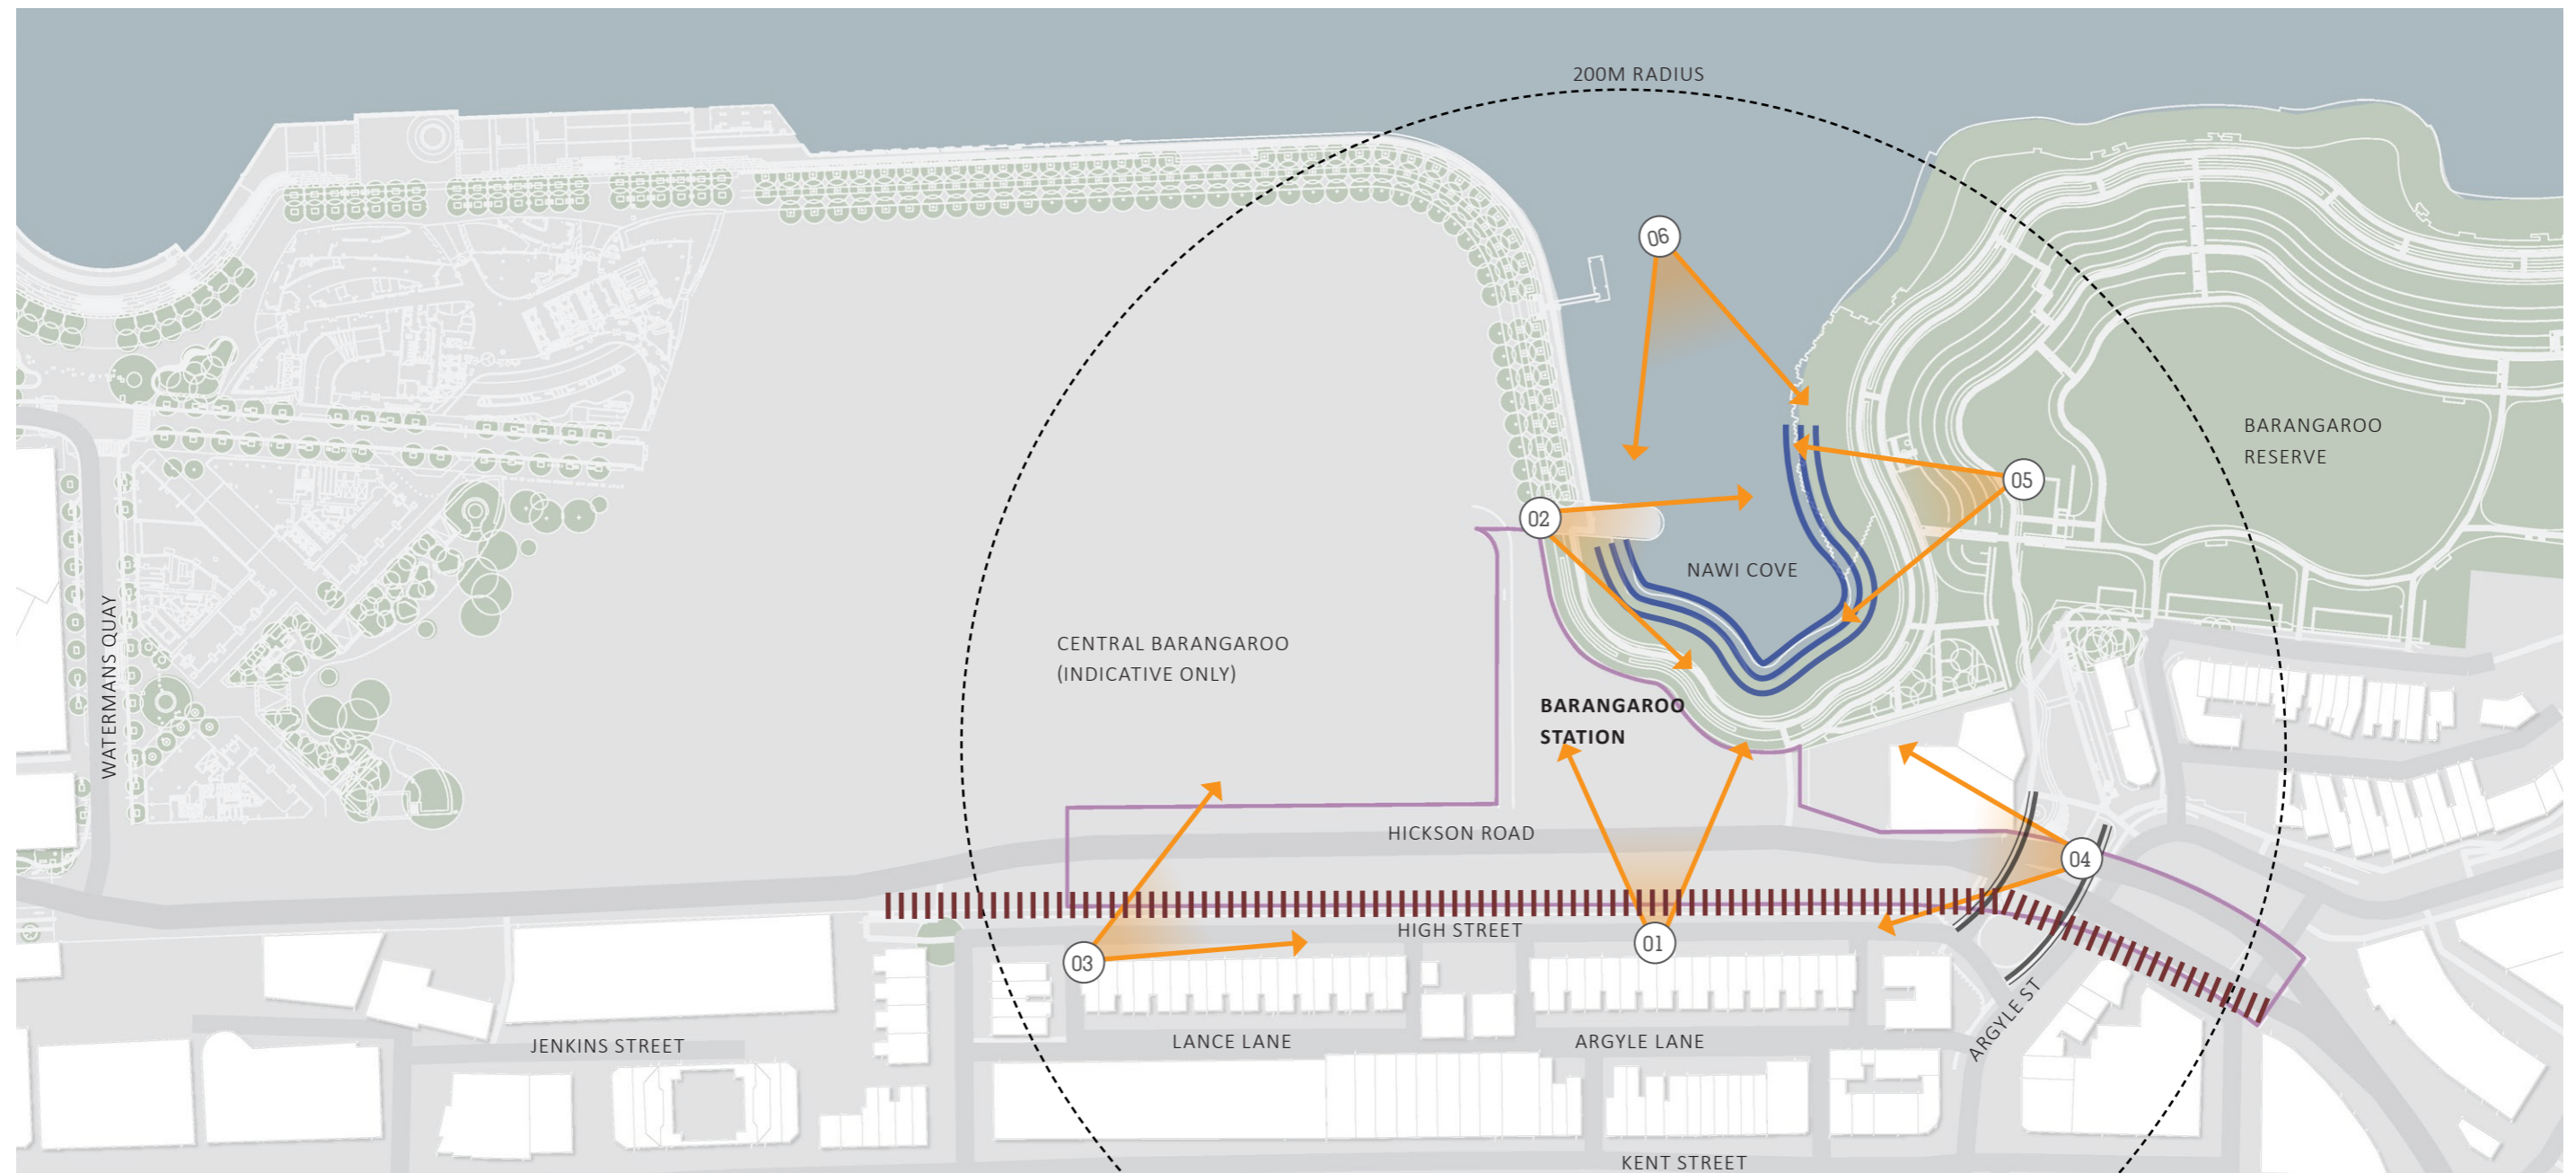 200M RADIUS
06
BARANGAROO
RESERVE
05
02
NAWI COVE
CENTRAL BARANGAROO
(INDICATIVE ONLY)
WATERMANS QUAY
BARANGAROO
STATION
HICKSON ROAD
04
HIGH STREET
01
03
ARGYLE ST
LANCE LANE
ARGYLE LANE
JENKINS STREET
KENT STREET